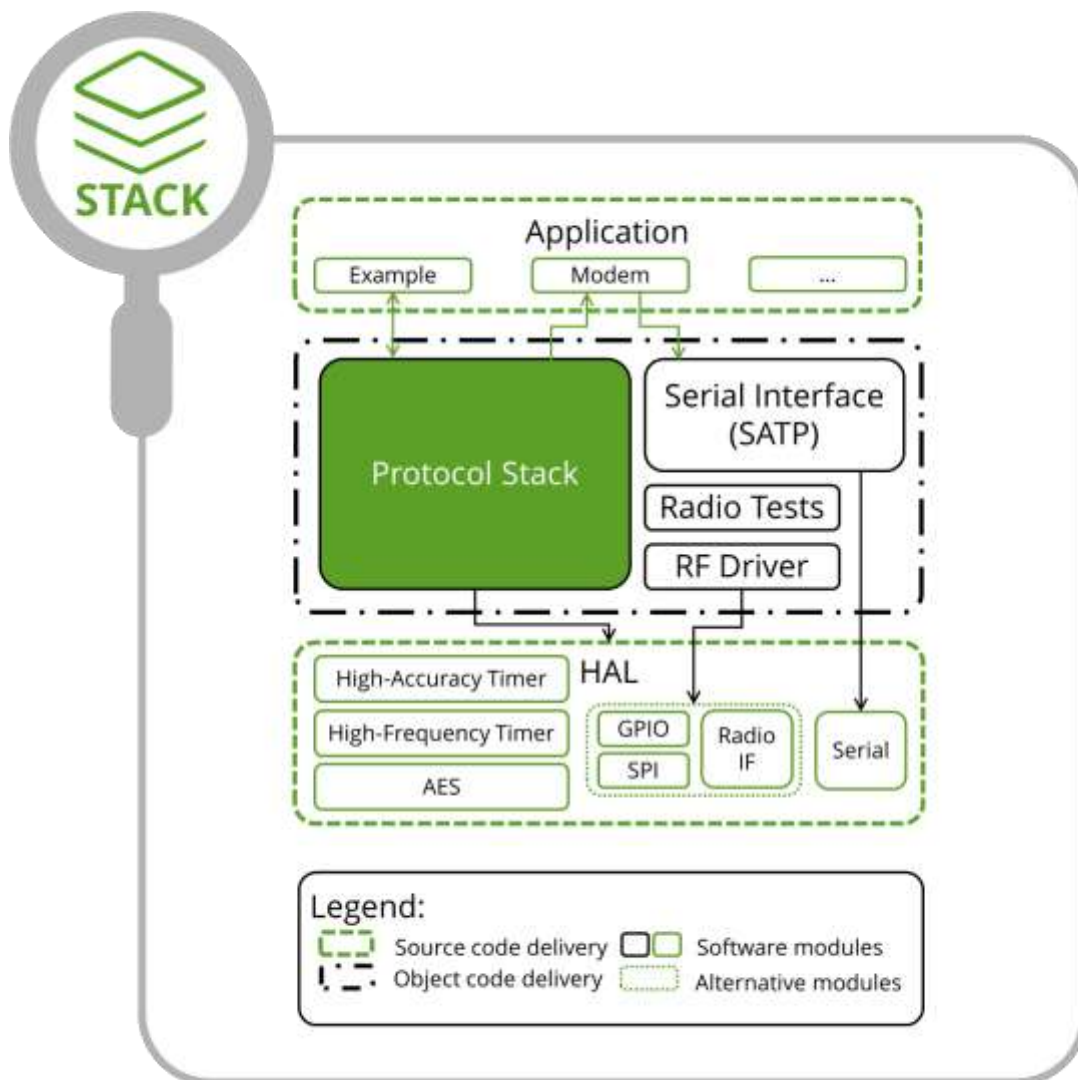 STACK
Application
Example
Modem
...
Protocol Stack
Serial Interface
(SATP)
Radio Tests
RF Driver
HAL
High-Accuracy Timer
High-Frequency Timer
AES
GPIO
SPI
Radio
IF
Serial
Legend:
Source code delivery
Software modules
Object code delivery
Alternative modules